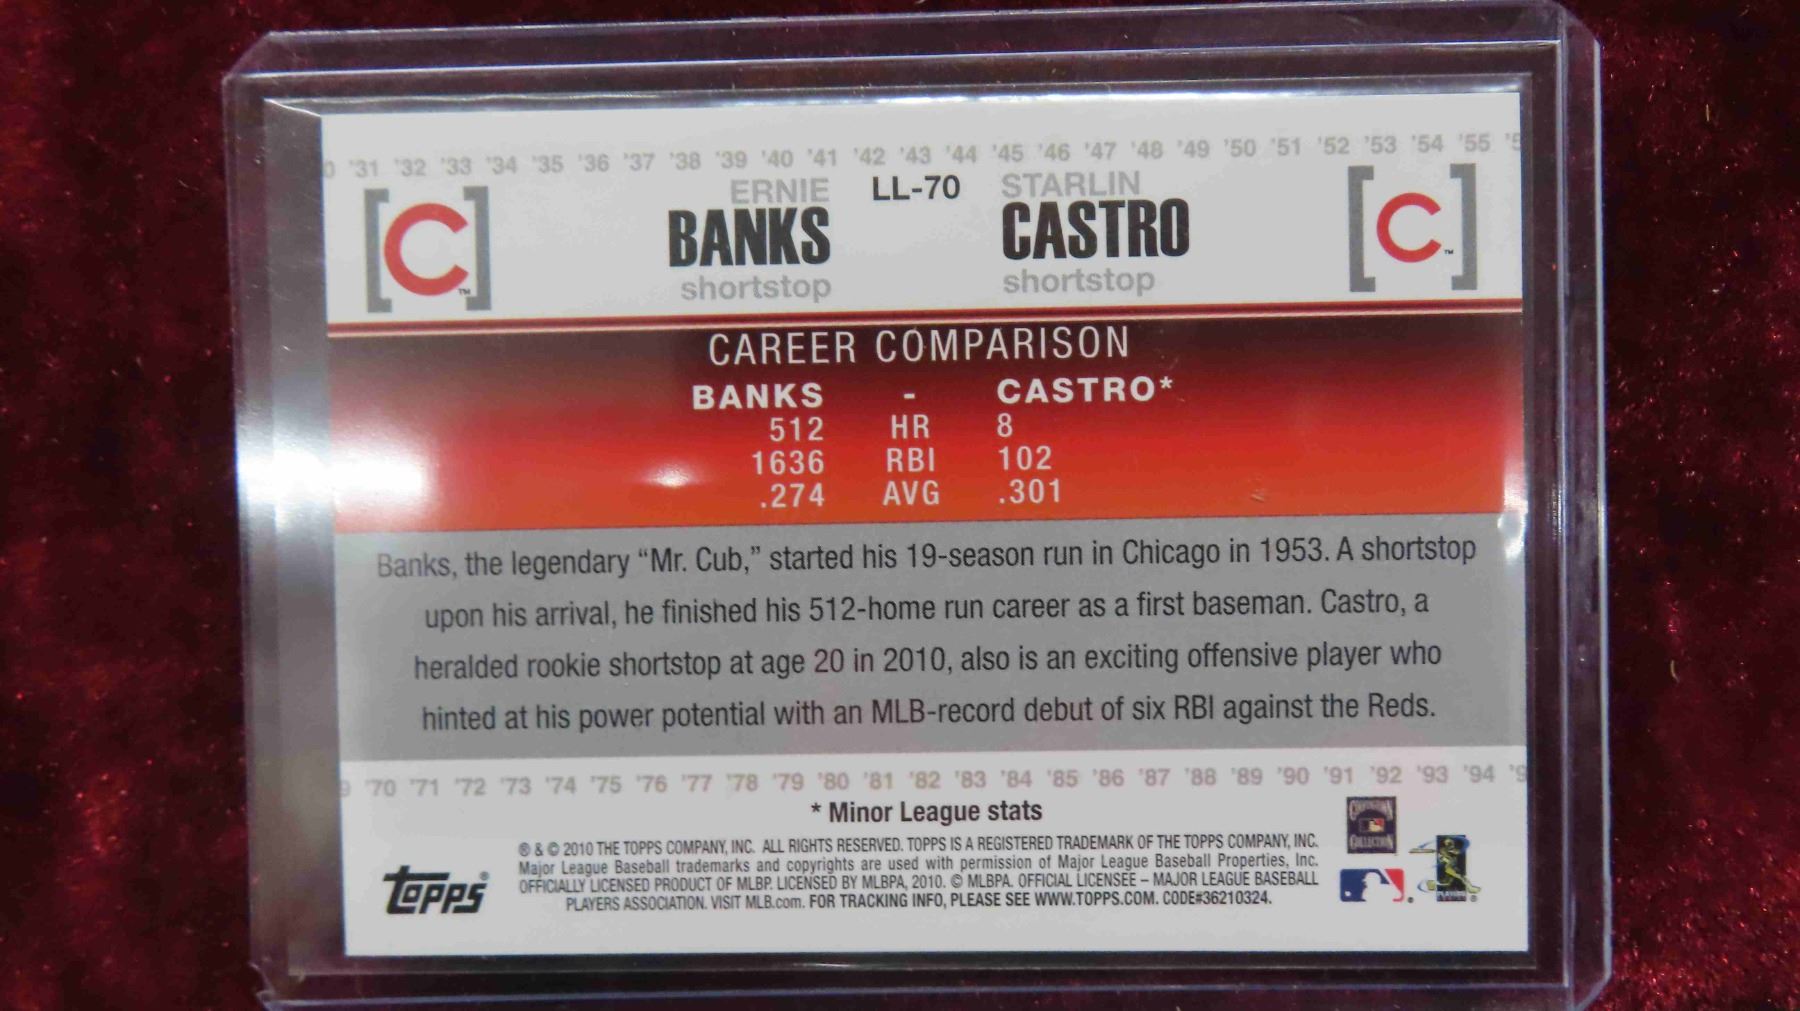 '31 '32 '33 '34 '35 '36 '37 '38 '39 '40 '41 '42 '43 '44 '45 '46 '47 '48 '49 '50 '51 '52 '53 '54 '55
ERNIE LL-70 STARLIN
BANKS CASTRO
shortstop shortstop
C™ C™
CAREER COMPARISON
BANKS - CASTRO*
512 HR 8
1636 RBI 102
.274 AVG .301
Banks, the legendary “Mr. Cub,” started his 19-season run in Chicago in 1953. A shortstop
upon his arrival, he finished his 512-home run career as a first baseman. Castro, a
heralded rookie shortstop at age 20 in 2010, also is an exciting offensive player who
hinted at his power potential with an MLB-record debut of six RBI against the Reds.
'70 '71 '72 '73 '74 '75 '76 '77 '78 '79 '80 '81 '82 '83 '84 '85 '86 '87 '88 '89 '90 '91 '92 '93 '94
* Minor League stats
® & © 2010 THE TOPPS COMPANY, INC. ALL RIGHTS RESERVED. TOPPS IS A REGISTERED TRADEMARK OF THE TOPPS COMPANY, INC.
Major League Baseball trademarks and copyrights are used with permission of Major League Baseball Properties, Inc.
OFFICIALLY LICENSED PRODUCT OF MLBP. LICENSED BY MLBPA, 2010. © MLBPA. OFFICIAL LICENSEE – MAJOR LEAGUE BASEBALL
PLAYERS ASSOCIATION. VISIT MLB.com. FOR TRACKING INFO, PLEASE SEE WWW.TOPPS.COM. CODE#36210324.
Topps®
COOPERSTOWN
COLLECTION
PLAYERS